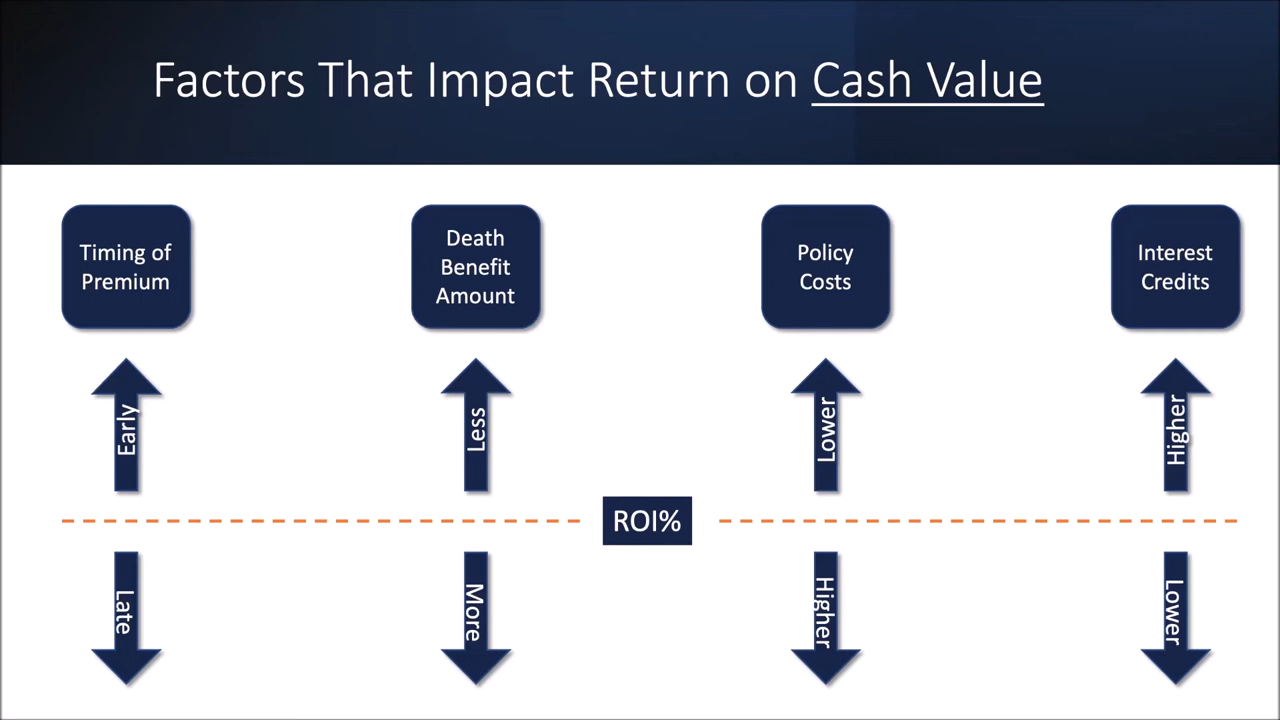 Factors That Impact Return on Cash Value
Timing of
Premium
Death
Benefit
Amount
Policy
Costs
Interest
Credits
Early
Less
Lower
Higher
ROI%
Late
More
Higher
Lower